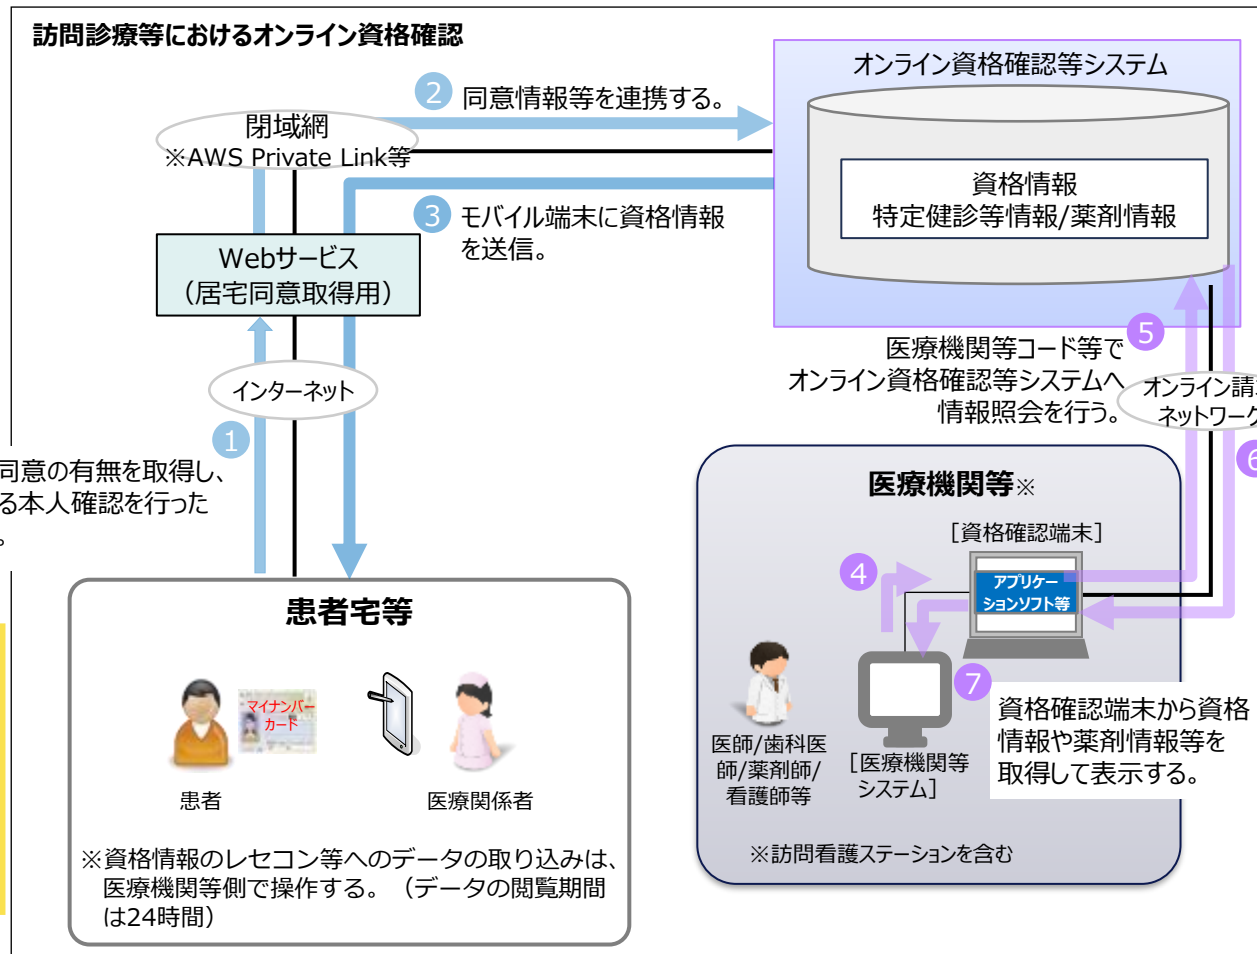 訪問診療等におけるオンライン資格確認
オンライン資格確認等システム
資格情報
特定健診等情報/薬剤情報
2 同意情報等を連携する。
閉域網
※AWS Private Link等
3 モバイル端末に資格情報
を送信。
Webサービス
（居宅同意取得用）
インターネット
1
同意の有無を取得し、
る本人確認を行った
。
5
医療機関等コード等で
オンライン資格確認等システムへ
情報照会を行う。
オンライン請
ネットワーク
6
患者宅等
マイナンバー
カード
患者
医療関係者
※資格情報のレセコン等へのデータの取り込みは、
医療機関等側で操作する。（データの閲覧期間
は24時間）
医療機関等※
［資格確認端末］
アプリケー
ションソフト等
4
7
資格確認端末から資格
情報や薬剤情報等を
取得して表示する。
医師/歯科医
師/薬剤師/
看護師等
［医療機関等
システム］
※訪問看護ステーションを含む